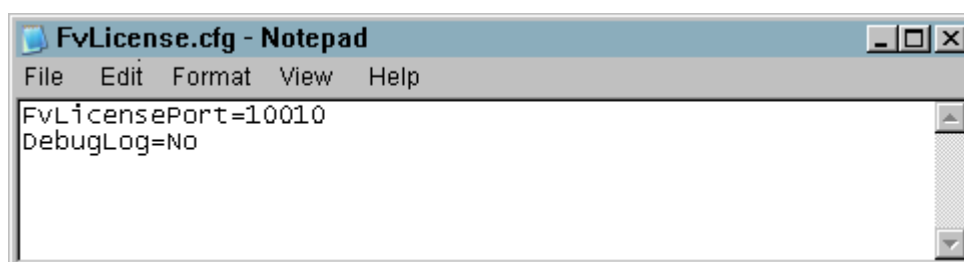 FvLicense.cfg - Notepad
File Edit Format View Help
FvLicensePort=10010
DebugLog=No